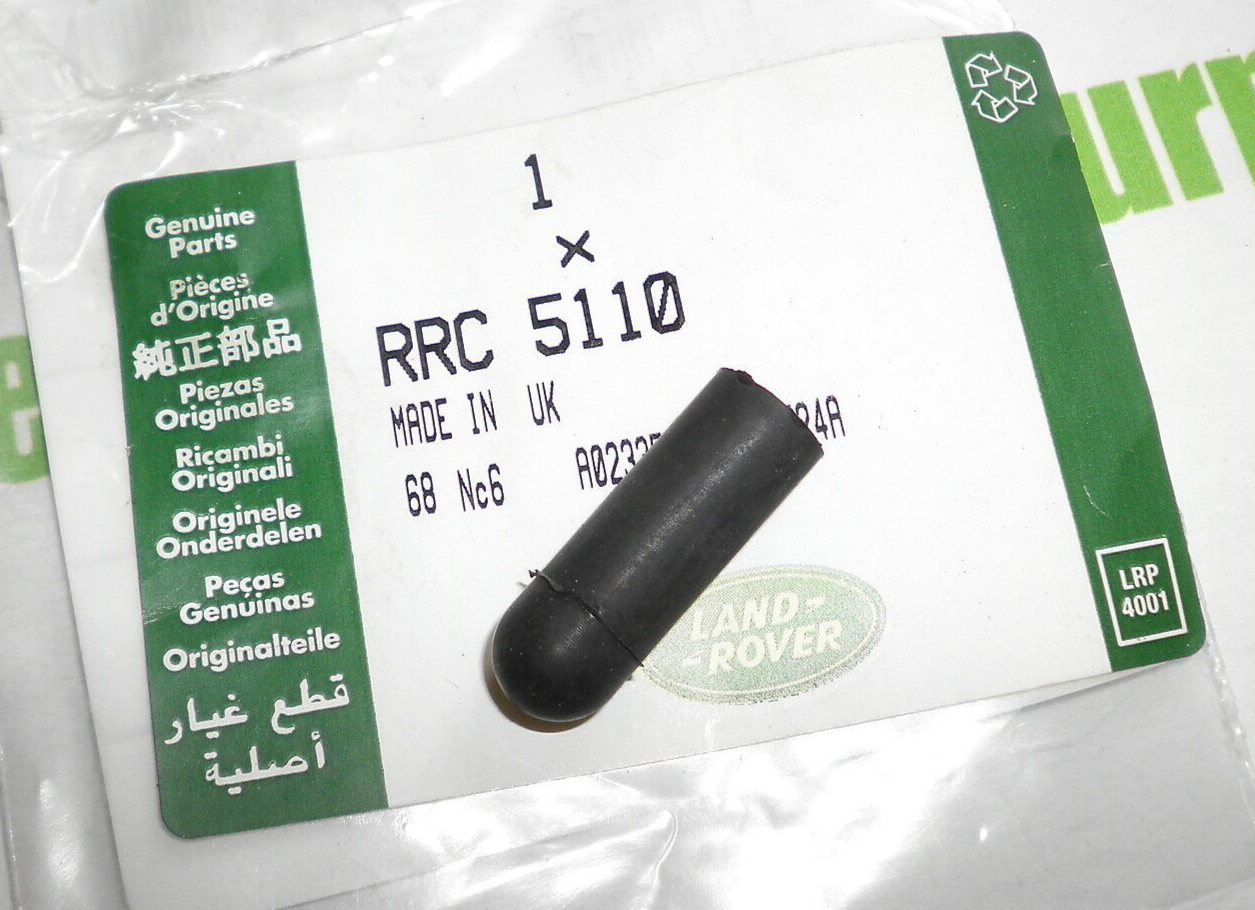 Genuine
Parts
Pièces
d'Origine
純正部品
Piezas
Originales
Ricambi
Originali
Originele
Onderdelen
Peças
Genuinas
Originalteile
قطع غيار
أصلية
1
×
RRC 5110
MADE IN UK
68 Nc6
LAND-
-ROVER
LRP
4001